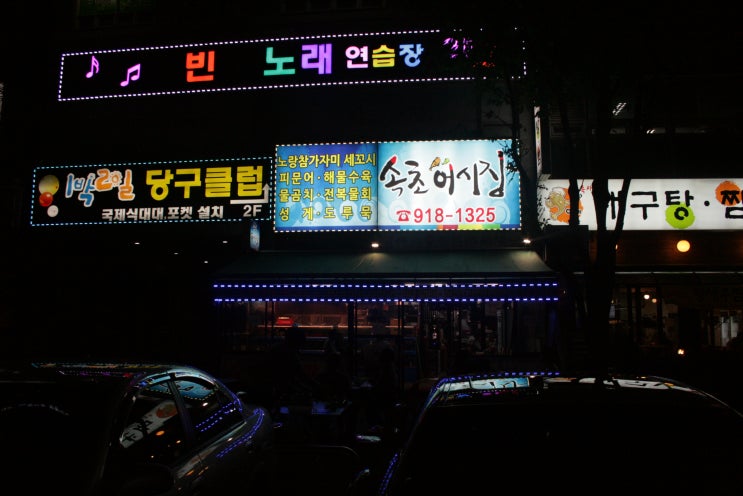 빈 노래 연습장
1박2일 당구클럽
국제식대대 포켓 설치 2F
노랑참가자미 세꼬시
피문어·해물수육
물곰치·전복물회
성게·도루묵
속초어시장
☎918-1325
대구탕·찜